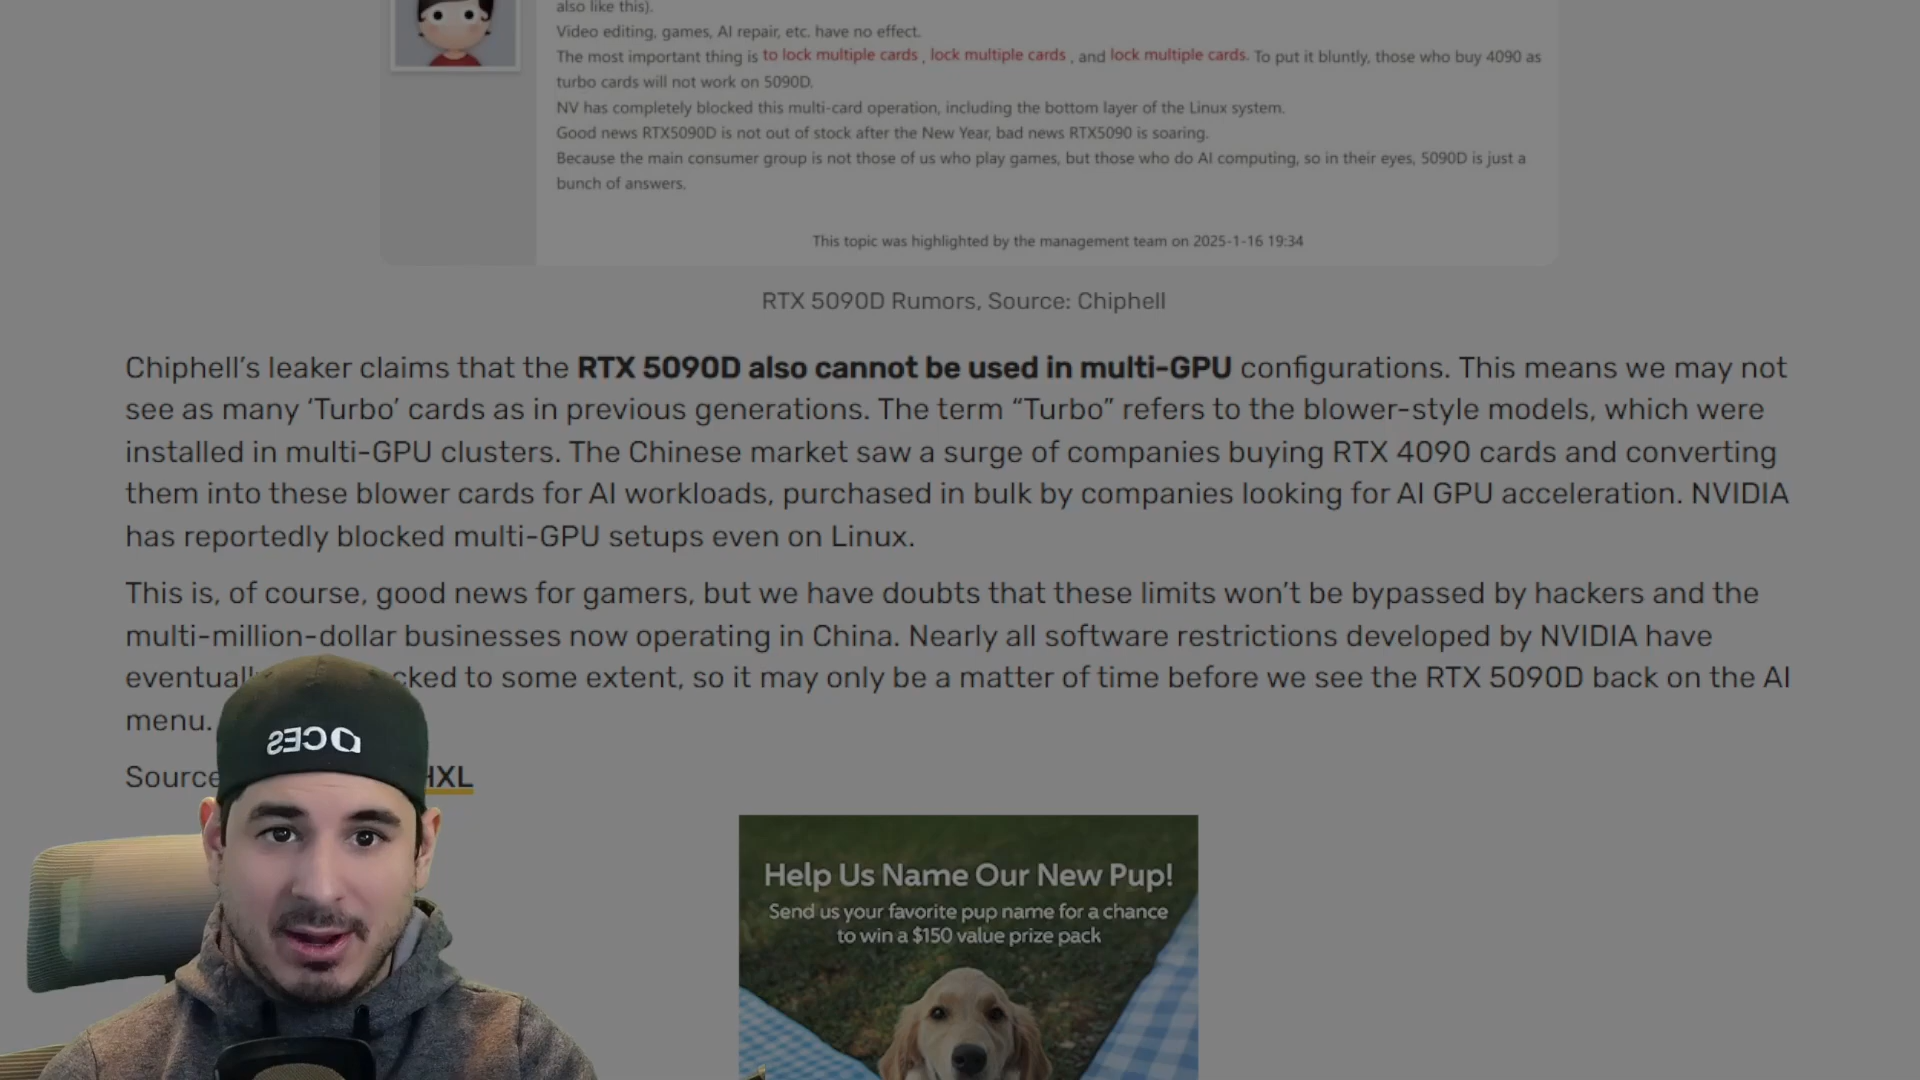 also like this).
Video editing, games, AI repair, etc. have no effect.
The most important thing is to lock multiple cards , lock multiple cards , and lock multiple cards. To put it bluntly, those who buy 4090 as
turbo cards will not work on 5090D.
NV has completely blocked this multi-card operation, including the bottom layer of the Linux system.
Good news RTX5090D is not out of stock after the New Year, bad news RTX5090 is soaring.
Because the main consumer group is not those of us who play games, but those who do AI computing, so in their eyes, 5090D is just a
bunch of answers.
This topic was highlighted by the management team on 2025-1-16 19:34
RTX 5090D Rumors, Source: Chiphell
Chiphell’s leaker claims that the RTX 5090D also cannot be used in multi-GPU configurations. This means we may not
see as many ‘Turbo’ cards as in previous generations. The term “Turbo” refers to the blower-style models, which were
installed in multi-GPU clusters. The Chinese market saw a surge of companies buying RTX 4090 cards and converting
them into these blower cards for AI workloads, purchased in bulk by companies looking for AI GPU acceleration. NVIDIA
has reportedly blocked multi-GPU setups even on Linux.
This is, of course, good news for gamers, but we have doubts that these limits won’t be bypassed by hackers and the
multi-million-dollar businesses now operating in China. Nearly all software restrictions developed by NVIDIA have
to some extent, so it may only be a matter of time before we see the RTX 5090D back on the AI
menu.
CES
Source
Help Us Name Our New Pup!
Send us your favorite pup name for a chance
to win a $150 value prize pack